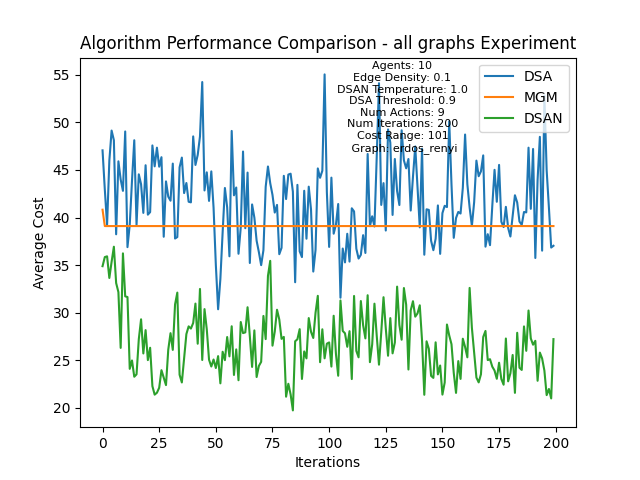 Algorithm Performance Comparison - all graphs Experiment
Agents: 10
Edge Density: 0.1
DSAN Temperature: 1.0
DSA Threshold: 0.9
Num Actions: 9
Num Iterations: 200
Cost Range: 101
Graph: erdos_renyi
DSA
MGM
DSAN
Average Cost
55
50
45
40
35
30
25
20
0
25
50
75
100
125
150
175
200
Iterations